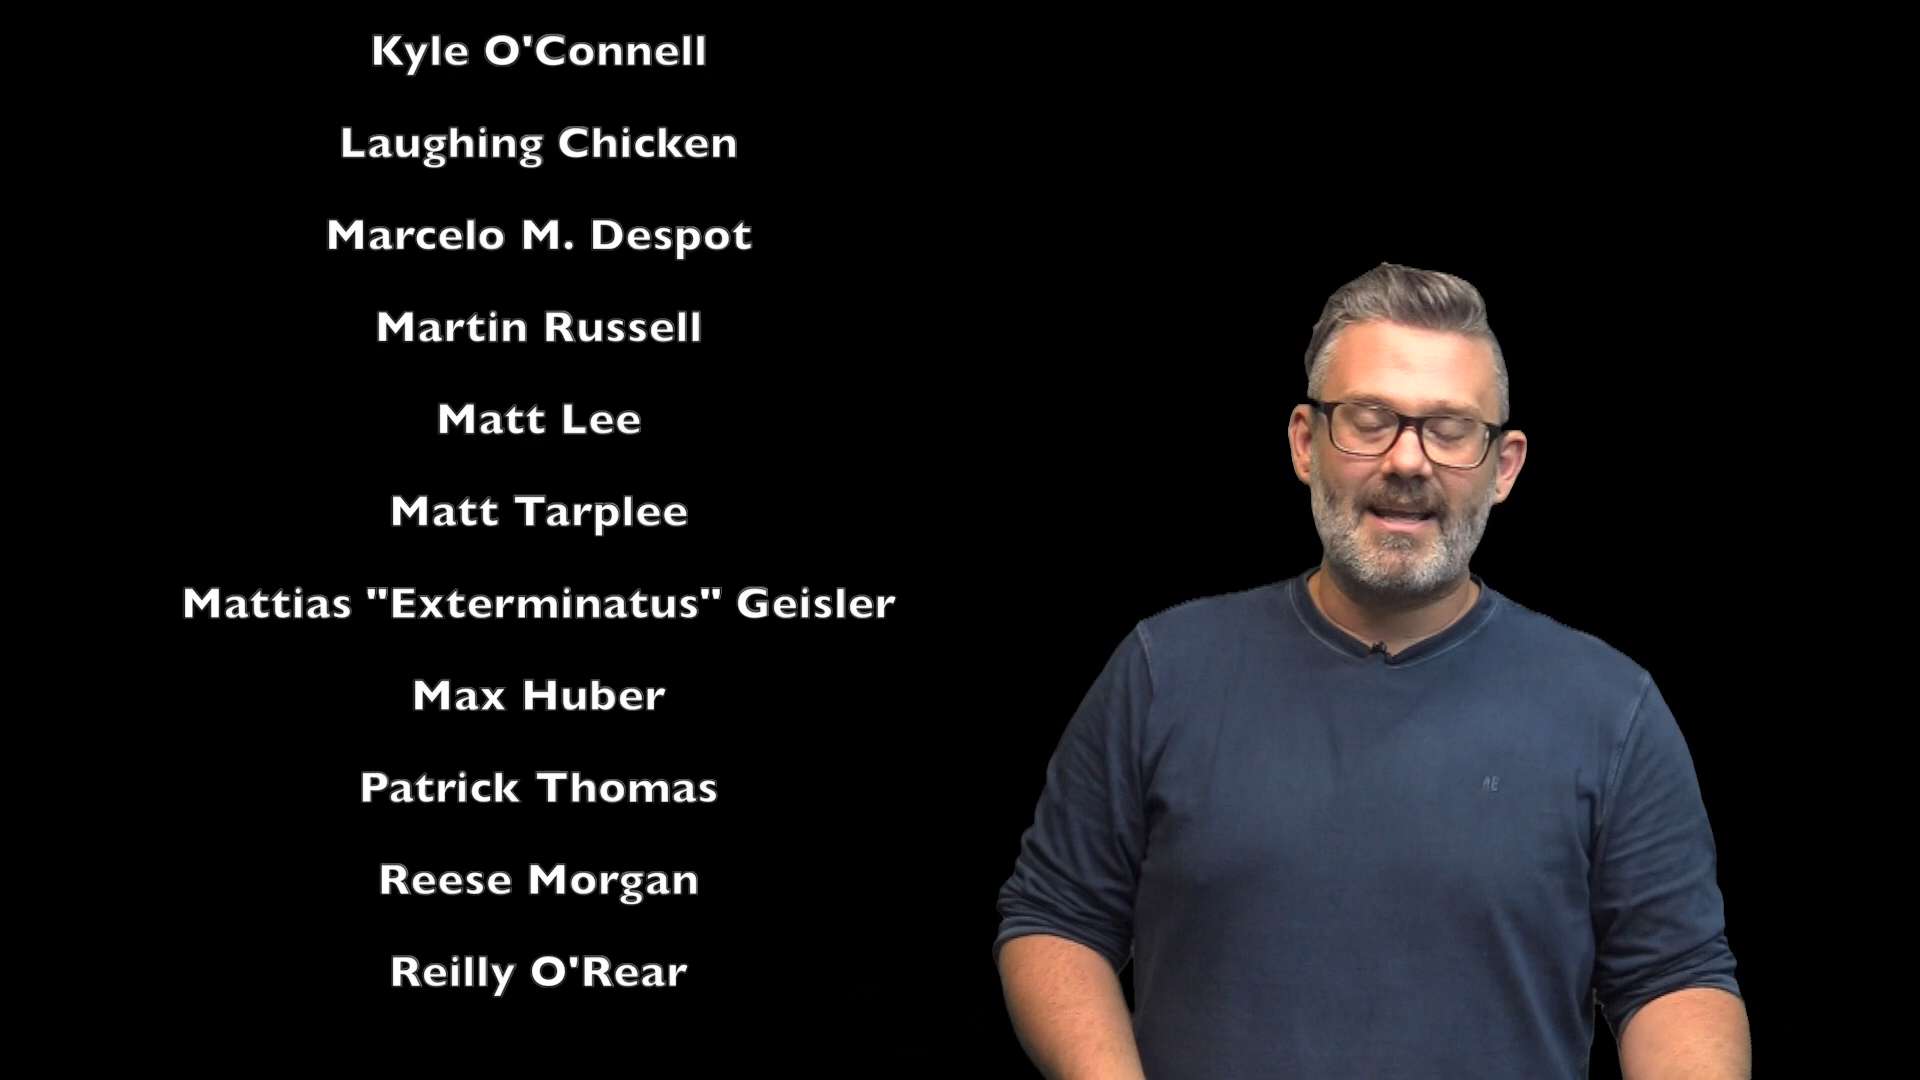 Kyle O'Connell
Laughing Chicken
Marcelo M. Despot
Martin Russell
Matt Lee
Matt Tarplee
Mattias "Exterminatus" Geisler
Max Huber
Patrick Thomas
Reese Morgan
Reilly O'Rear